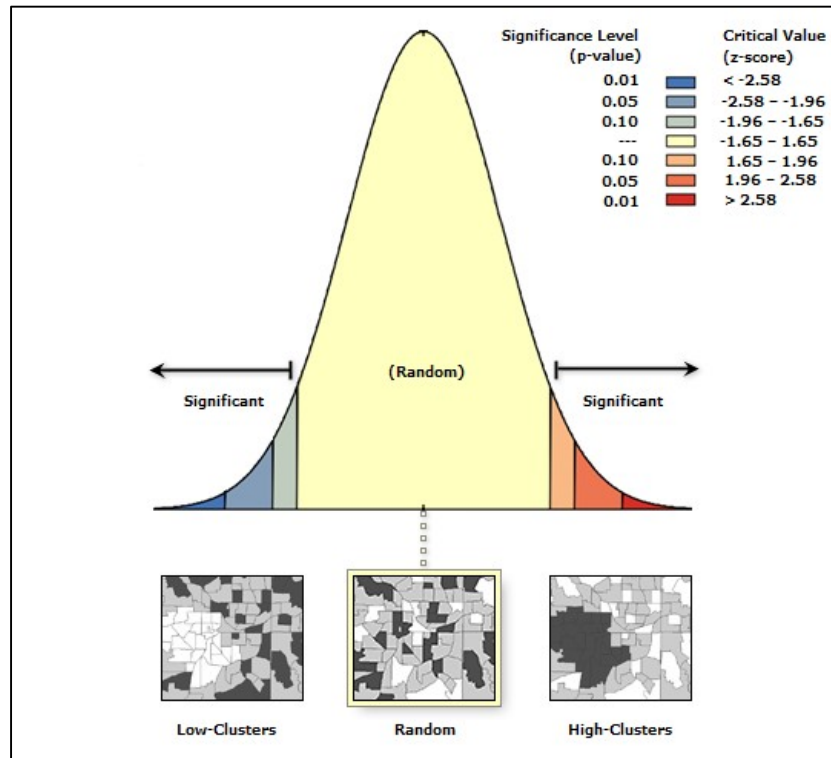 Significance Level Critical Value
(p-value) (z-score)
0.01 < -2.58
0.05 -2.58 – -1.96
0.10 -1.96 – -1.65
--- -1.65 – 1.65
0.10 1.65 – 1.96
0.05 1.96 – 2.58
0.01 > 2.58
(Random)
Significant Significant
Low-Clusters Random High-Clusters